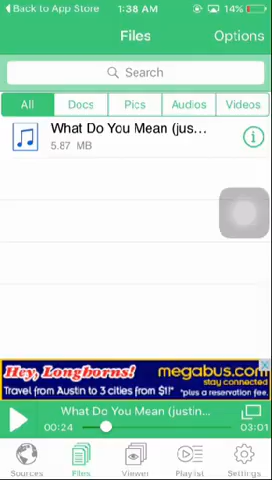 Back to App Store
1:38 AM
14%
Files
Options
Search
All
Docs
Pics
Audios
Videos
What Do You Mean (jus...
5.87 MB
Hey, Longhorns!
megabus.com
stay connected
Travel from Austin to 3 cities from $1!*
*plus a reservation fee.
What Do You Mean (justin...
00:24
03:01
Sources
Files
Viewer
Playlist
Settings